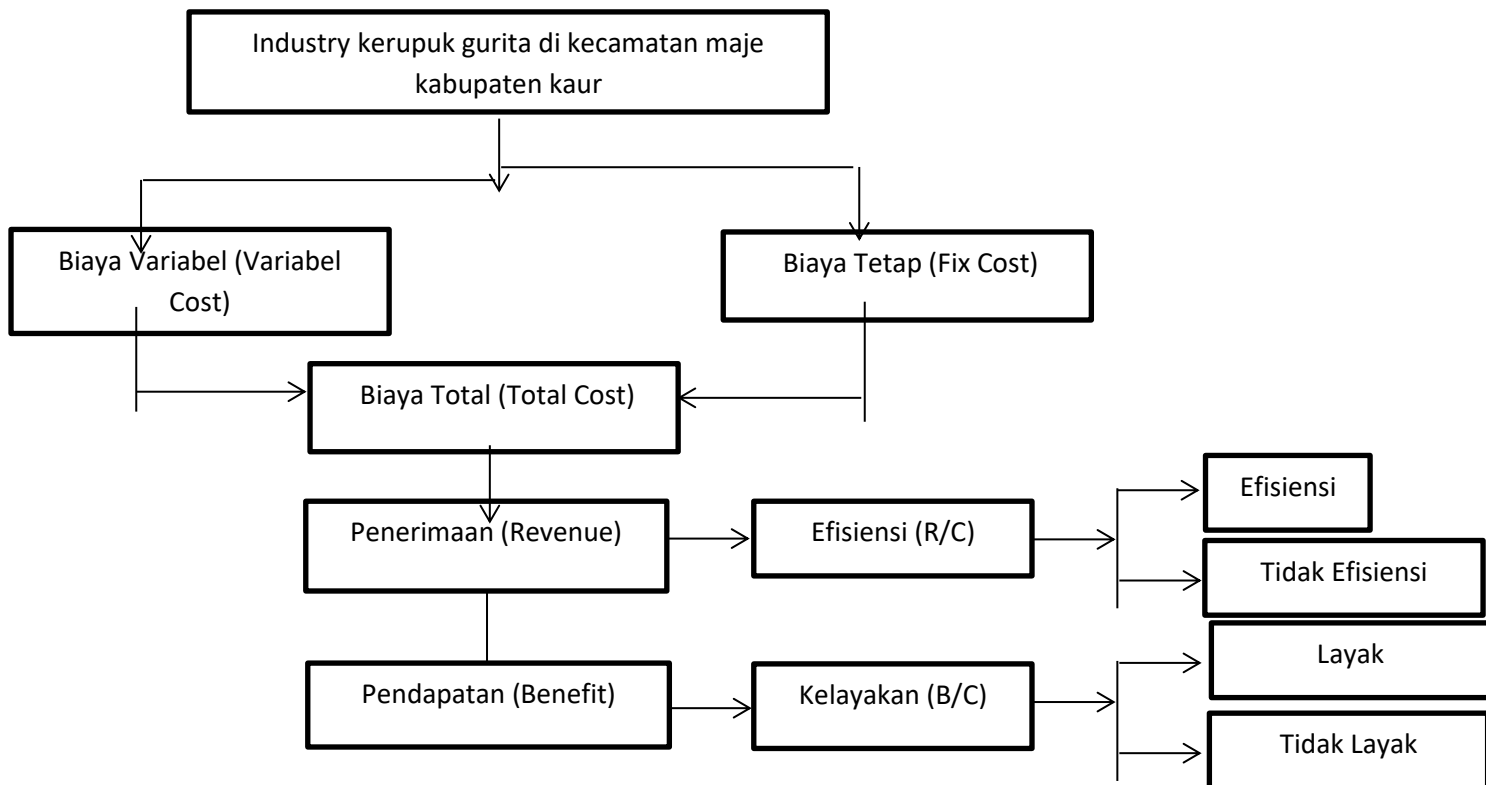 Industry kerupuk gurita di kecamatan maje
kabupaten kaur
Biaya Variabel (Variabel
Cost)
Biaya Tetap (Fix Cost)
Biaya Total (Total Cost)
Penerimaan (Revenue)
Efisiensi (R/C)
Efisiensi
Tidak Efisiensi
Pendapatan (Benefit)
Kelayakan (B/C)
Layak
Tidak Layak